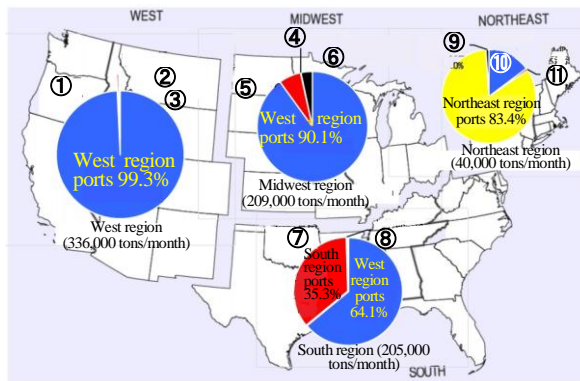 WEST
MIDWEST
NORTHEAST
④
⑨
⑩
⑥
①
②
⑤
.0%
⑪
③
Northeast region
ports 83.4%
West region
ports 90.1%
West region
ports 99.3%
Northeast region
(40,000 tons/month)
Midwest region
(209,000 tons/month)
West region
(336,000 tons/month)
⑦
⑧
South
region
ports
35.3%
West
region
ports
64.1%
South region (205,000
tons/month)
SOUTH